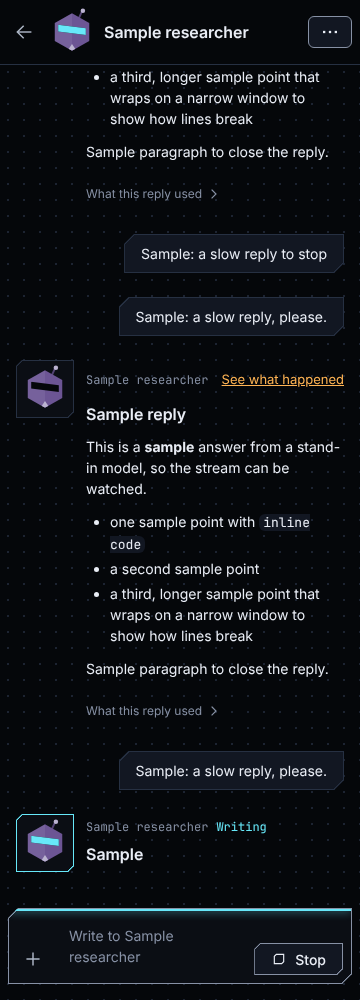 Sample researcher
a third, longer sample point that
wraps on a narrow window to
show how lines break
Sample paragraph to close the reply.
What this reply used
Sample: a slow reply to stop
Sample: a slow reply, please.
Sample researcher See what happened
Sample reply
This is a sample answer from a stand-
in model, so the stream can be
watched.
one sample point with inline
code
a second sample point
a third, longer sample point that
wraps on a narrow window to
show how lines break
Sample paragraph to close the reply.
What this reply used
Sample: a slow reply, please.
Sample researcher Writing
Sample
Write to Sample
researcher
Stop